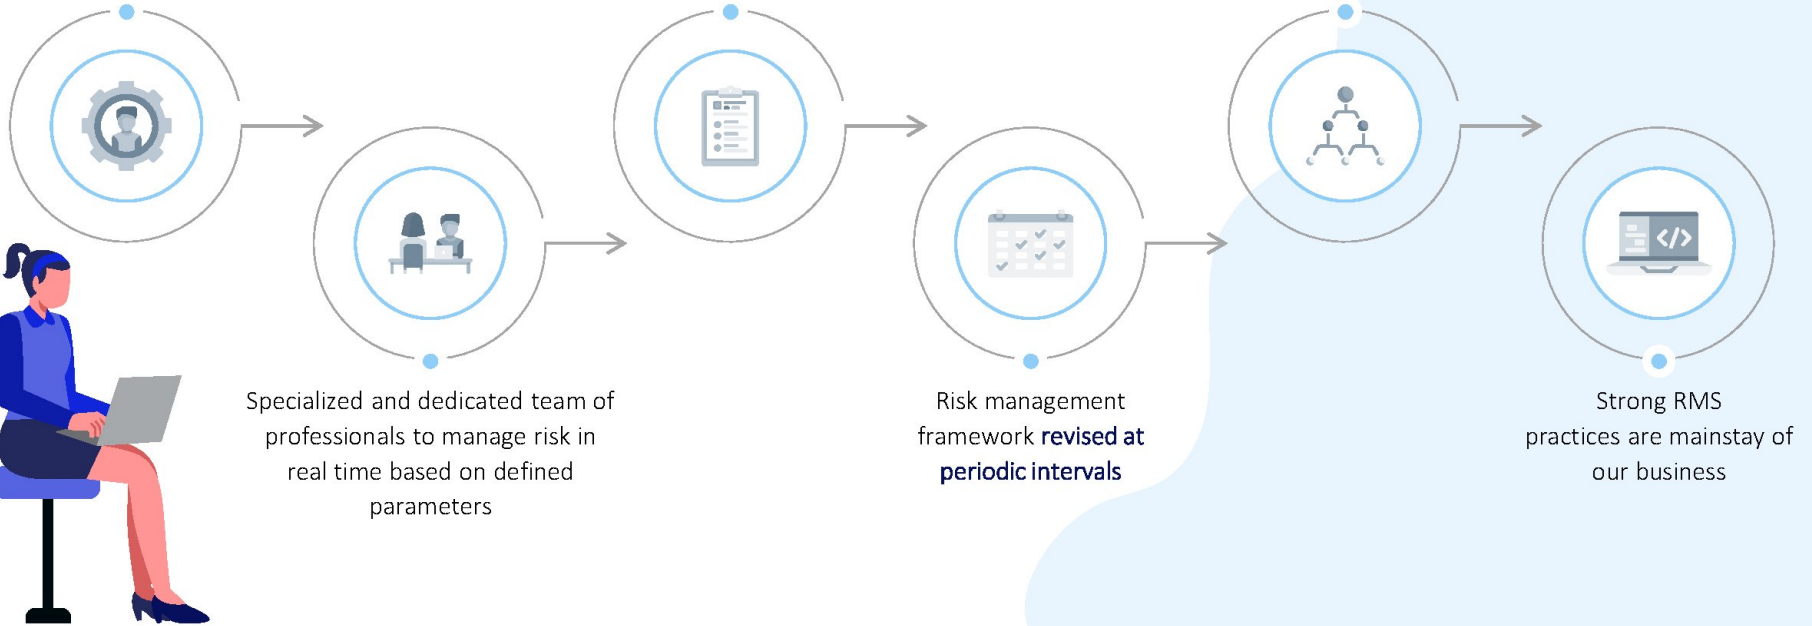 Specialized and dedicated team of
professionals to manage risk in
real time based on defined
parameters
Risk management
framework revised at
periodic intervals
Strong RMS
practices are mainstay of
our business